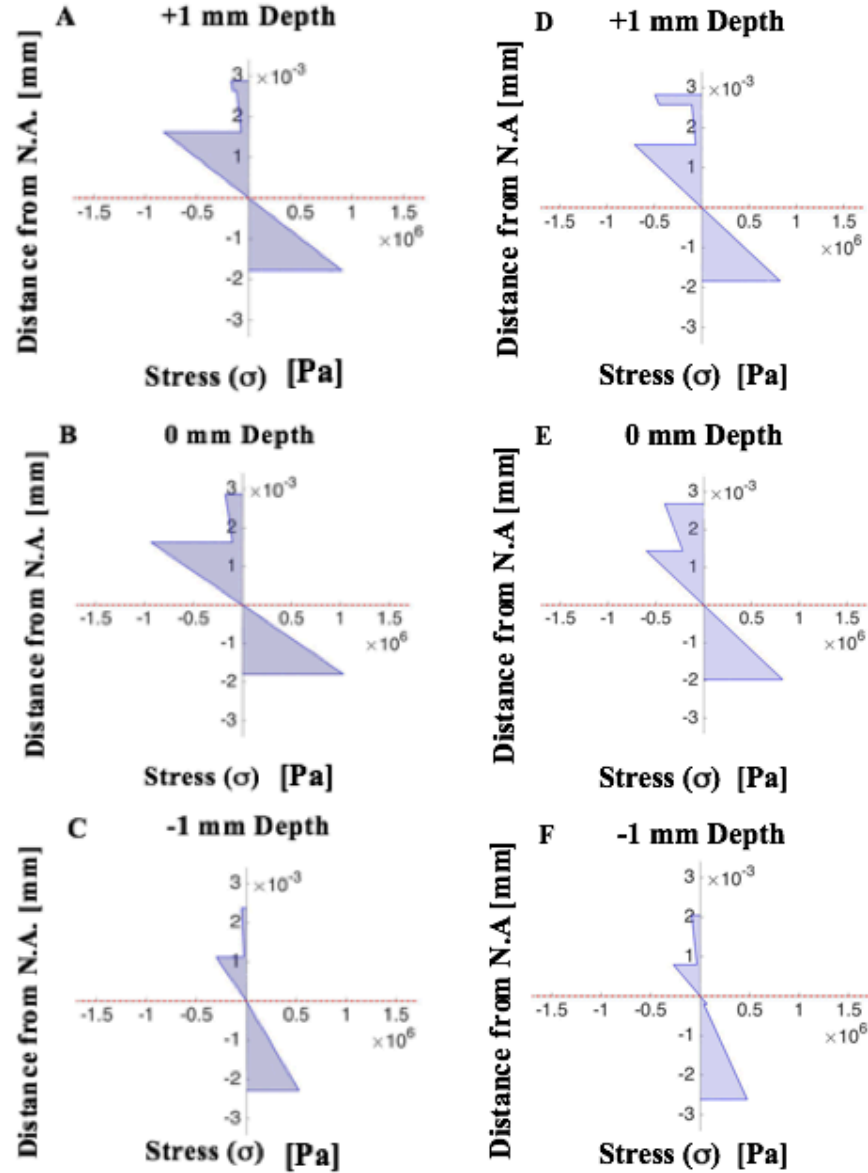 A +1 mm Depth
Distance from N.A. [mm]
×10-3
3
2
1
-1.5 -1 -0.5 0 0.5 1 1.5
×106
-1
-2
-3
Stress (σ) [Pa]
D +1 mm Depth
Distance from N.A [mm]
×10-3
3
2
1
-1.5 -1 -0.5 0 0.5 1 1.5
×106
-1
-2
-3
Stress (σ) [Pa]
B 0 mm Depth
Distance from N.A. [mm]
×10-3
3
2
1
-1.5 -1 -0.5 0 0.5 1 1.5
×106
-1
-2
-3
Stress (σ) [Pa]
E 0 mm Depth
Distance from N.A [mm]
×10-3
3
2
1
-1.5 -1 -0.5 0 0.5 1 1.5
×106
-1
-2
-3
Stress (σ) [Pa]
C -1 mm Depth
Distance from N.A. [mm]
×10-3
3
2
1
-1.5 -1 -0.5 0 0.5 1 1.5
×106
-1
-2
-3
Stress (σ) [Pa]
F -1 mm Depth
Distance from N.A [mm]
×10-3
3
2
1
-1.5 -1 -0.5 0 0.5 1 1.5
×106
-1
-2
-3
Stress (σ) [Pa]